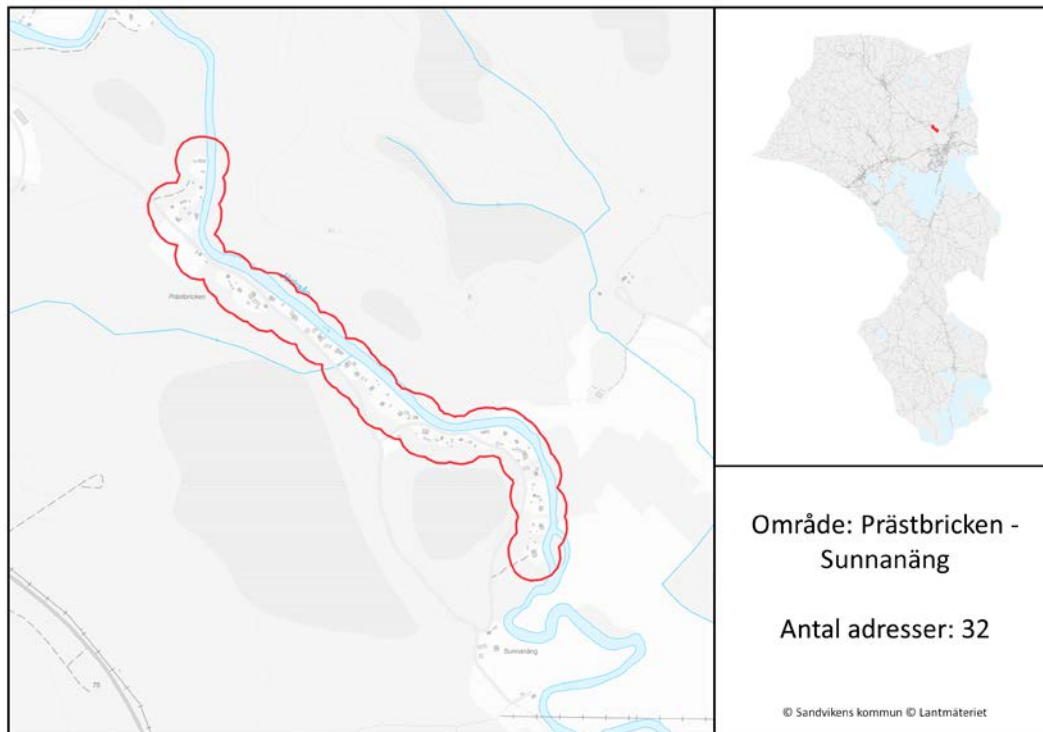 Prästbricken
Sunnanäng
Område: Prästbricken -
Sunnanäng
Antal adresser: 32
© Sandvikens kommun © Lantmäteriet